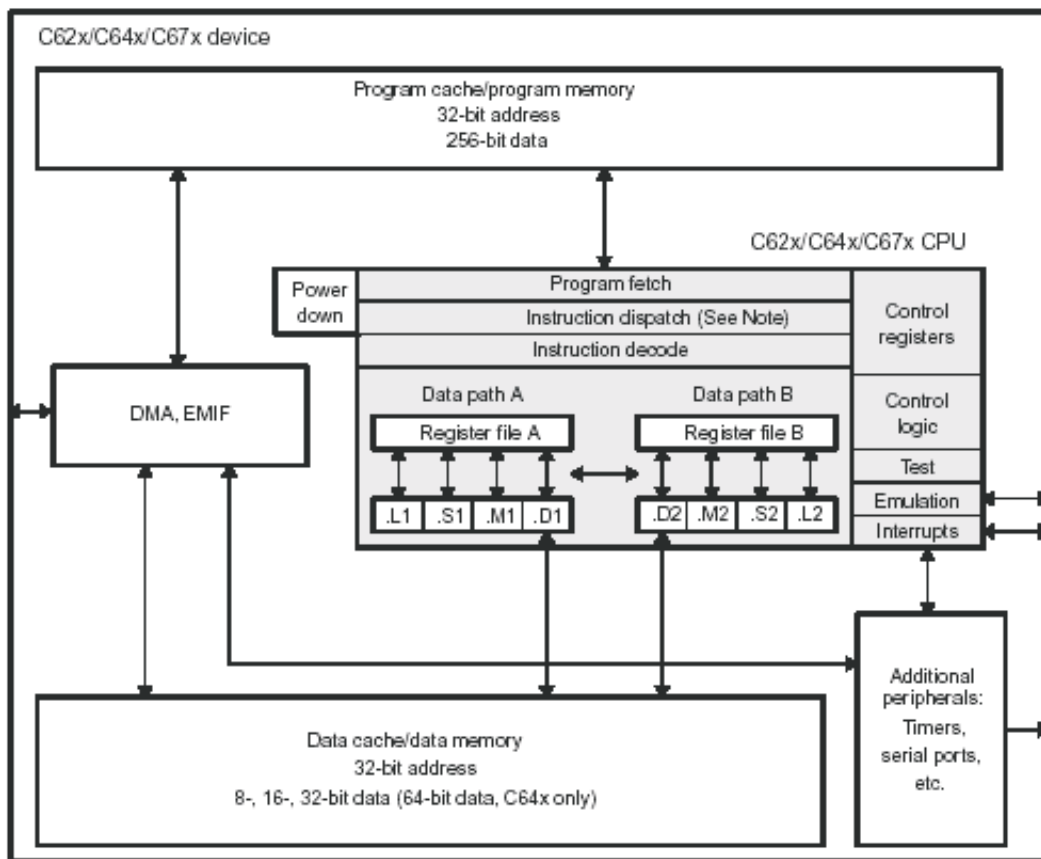 C62x/C64x/C67x device
Program cache/program memory
32-bit address
256-bit data
C62x/C64x/C67x CPU
Power
down
Program fetch
Instruction dispatch (See Note)
Instruction decode
Control
registers
DMA, EMIF
Data path A
Data path B
Register file A
Register file B
.L1 .S1 .M1 .D1
.D2 .M2 .S2 .L2
Control
logic
Test
Emulation
Interrupts
Data cache/data memory
32-bit address
8-, 16-, 32-bit data (64-bit data, C64x only)
Additional
peripherals:
Timers,
serial ports,
etc.